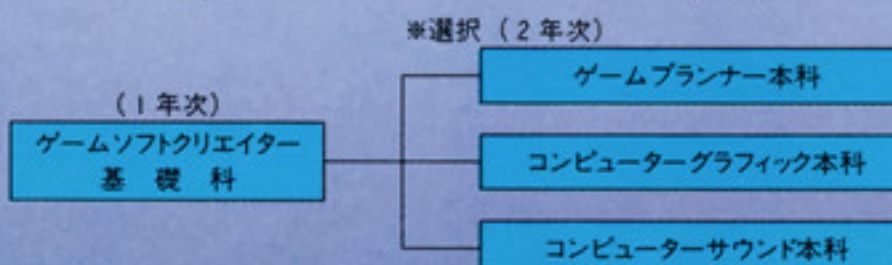 ※選択（2年次）
ゲームプランナー本科
（1年次）
ゲームソフトクリエイター
基礎科
コンピューターグラフィック本科
コンピューターサウンド本科